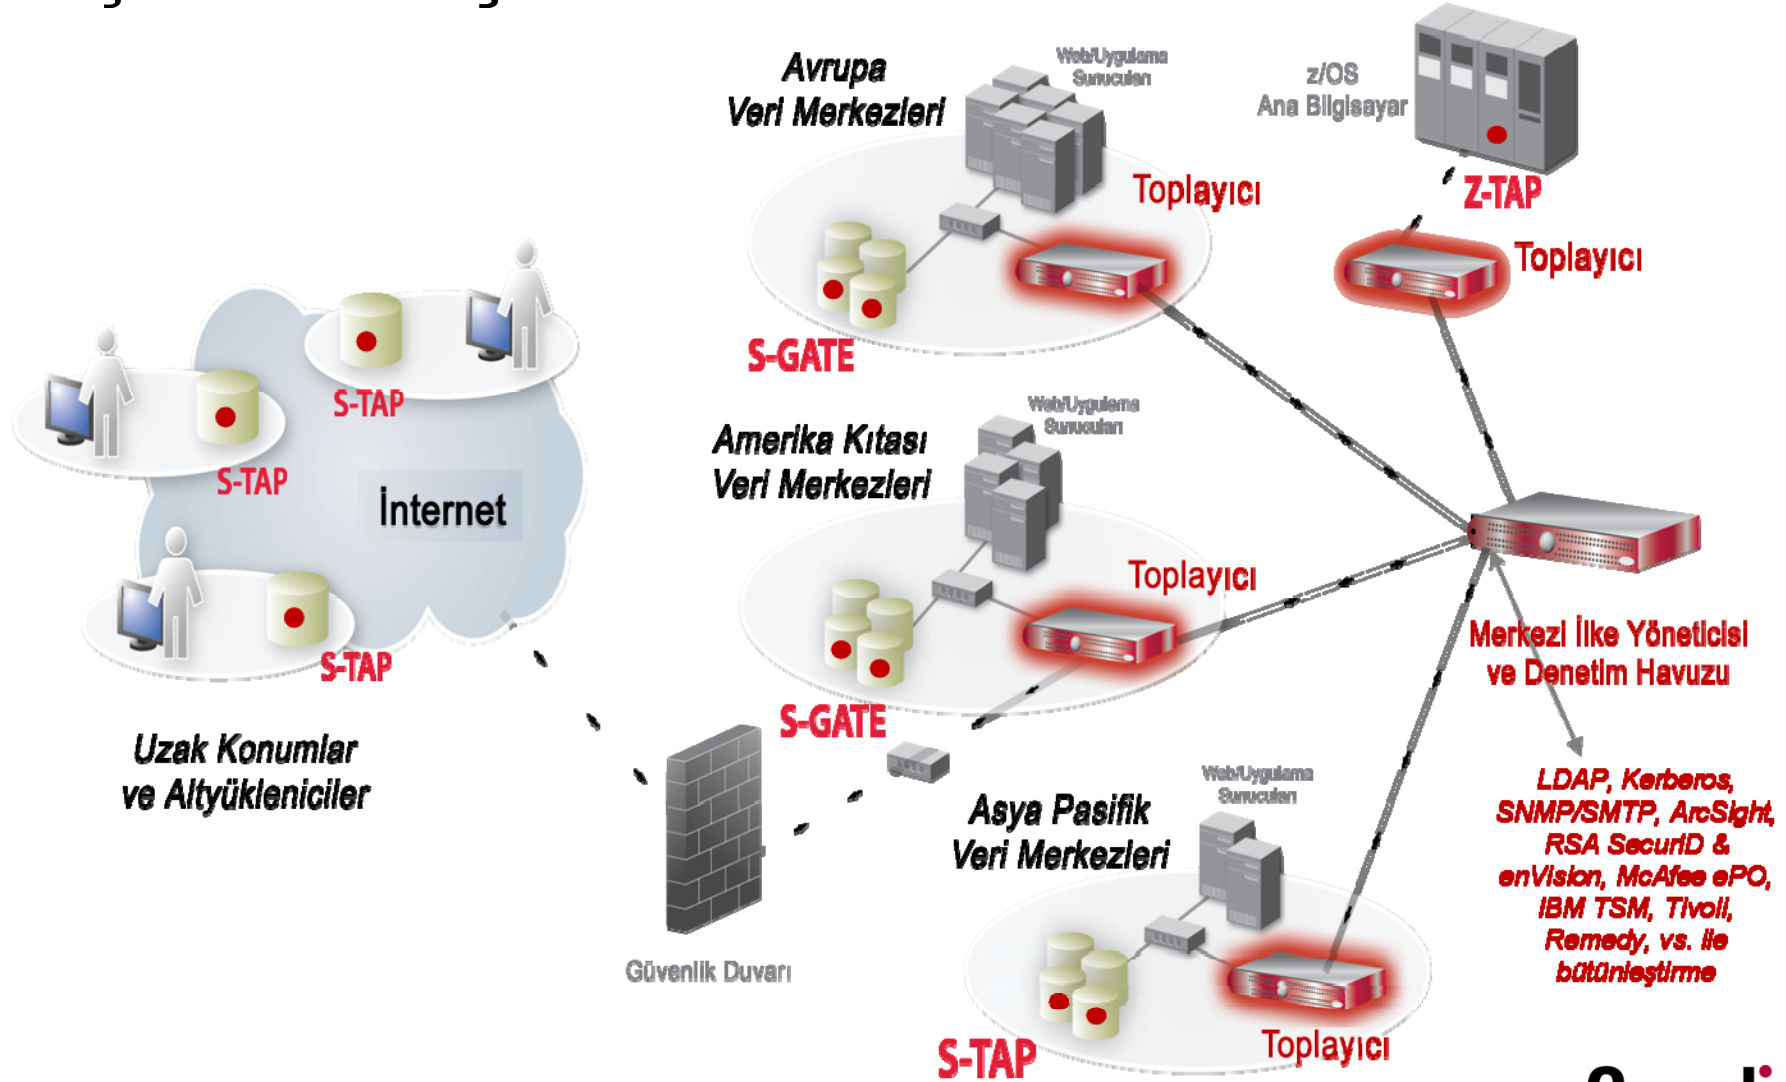 Avrupa
Veri Merkezleri
Web/Uygulama
Sunucuları
z/OS
Ana Bilgisayar
Z-TAP
Toplayıcı
Toplayıcı
S-GATE
S-TAP
S-TAP
S-TAP
İnternet
Uzak Konumlar
ve Altyükleniciler
Amerika Kıtası
Veri Merkezleri
Web/Uygulama
Sunucuları
Toplayıcı
S-GATE
Merkezi İlke Yöneticisi
ve Denetim Havuzu
Güvenlik Duvarı
Asya Pasifik
Veri Merkezleri
Web/Uygulama
Sunucuları
S-TAP
Toplayıcı
LDAP, Kerberos,
SNMP/SMTP, ArcSight,
RSA SecurID &
enVision, McAfee ePO,
IBM TSM, Tivoli,
Remedy, vs. ile
bütünleştirme